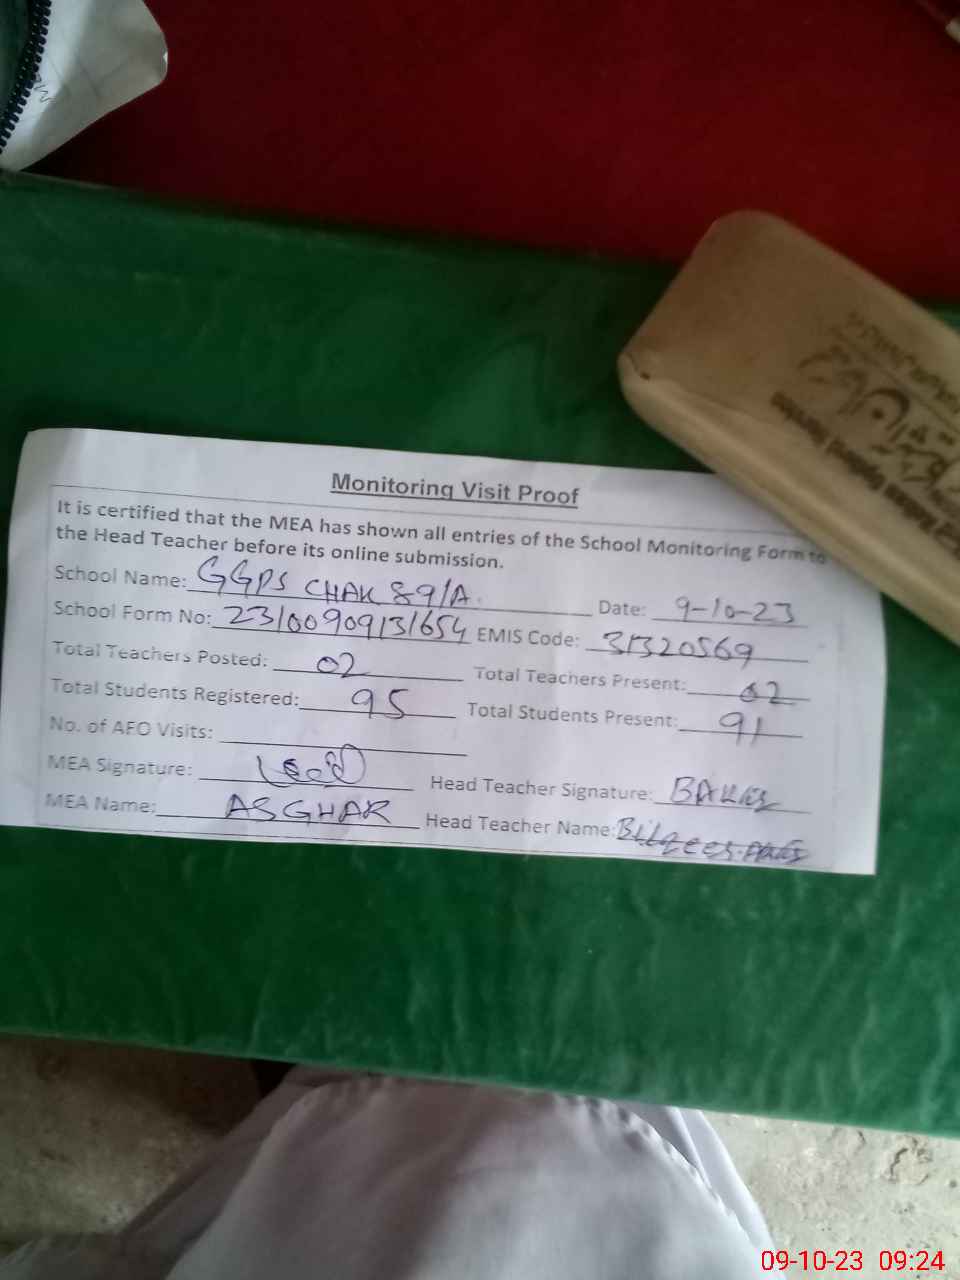 Monitoring Visit Proof
It is certified that the MEA has shown all entries of the School Monitoring Form to
the Head Teacher before its online submission.
School Name: GGPS CHAK 89/A. Date: 9-10-23
School Form No: 23100909131654 EMIS Code: 31320569
Total Teachers Posted: 02 Total Teachers Present: 02
Total Students Registered: 95 Total Students Present: 91
No. of AFO Visits:
MEA Signature: Head Teacher Signature:
MEA Name: ASGHAR Head Teacher Name: Bilqees
09-10-23 09:24